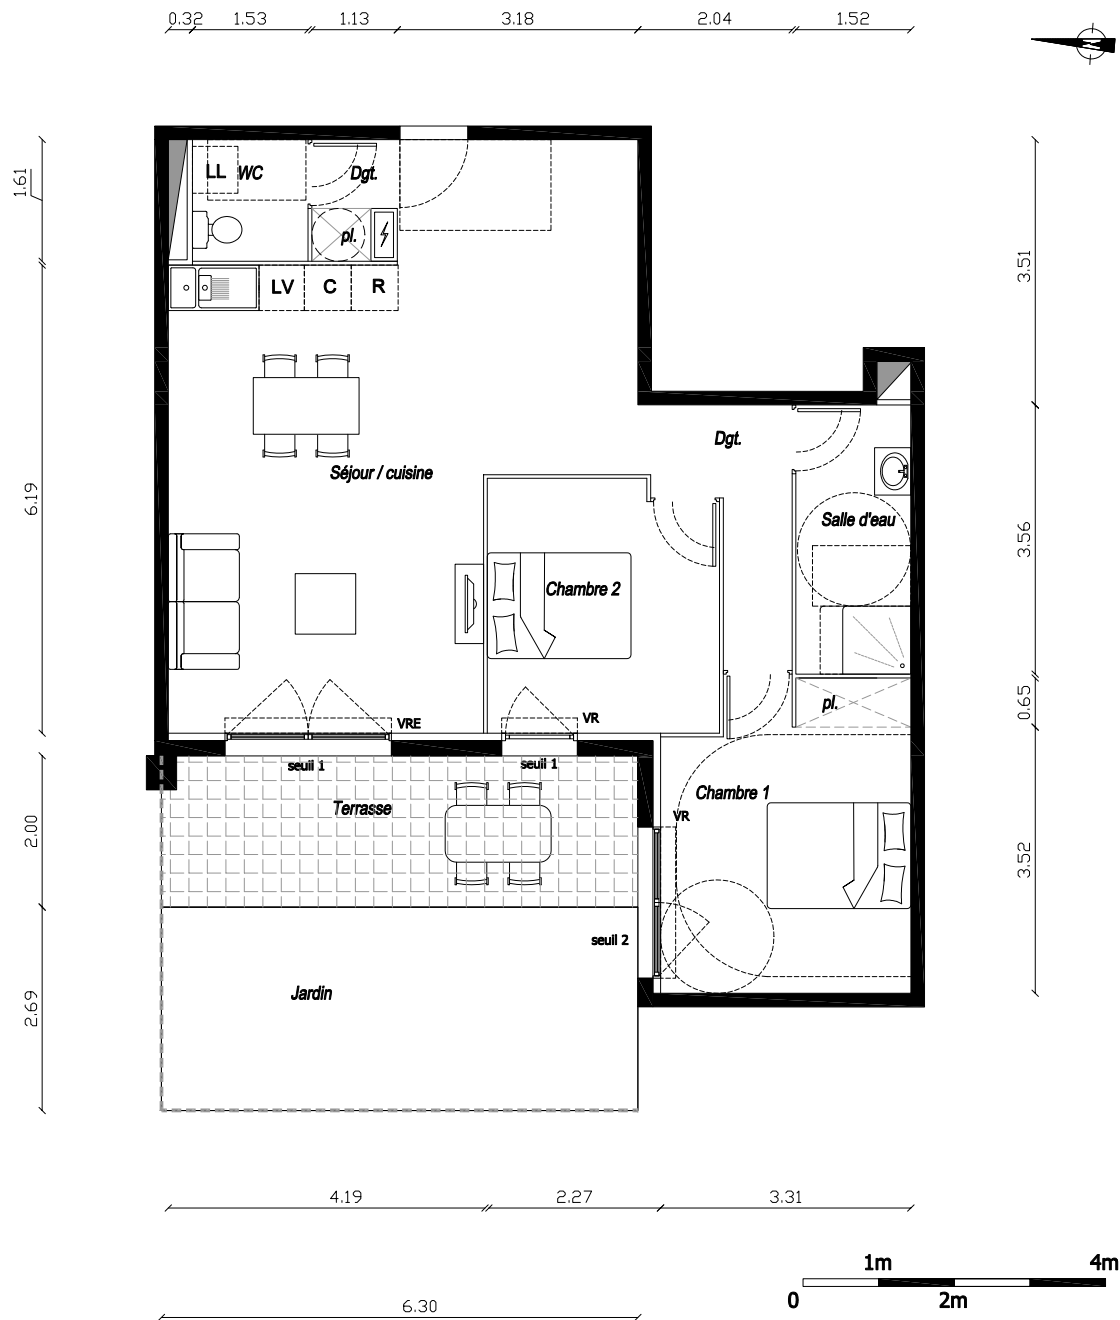 0.32 1.53 1.13 3.18 2.04 1.52
1.61
LL WC Dgt.
pl.
3.51
LV C R
Dgt.
Séjour / cuisine
6.19
Salle d'eau
3.56
Chambre 2
pl.
0.65
VRE VR
seuil 1 seuil 1
Chambre 1
Terrasse
VR
2.00
3.52
seuil 2
Jardin
2.69
4.19 2.27 3.31
1m 4m
0 2m
6.30